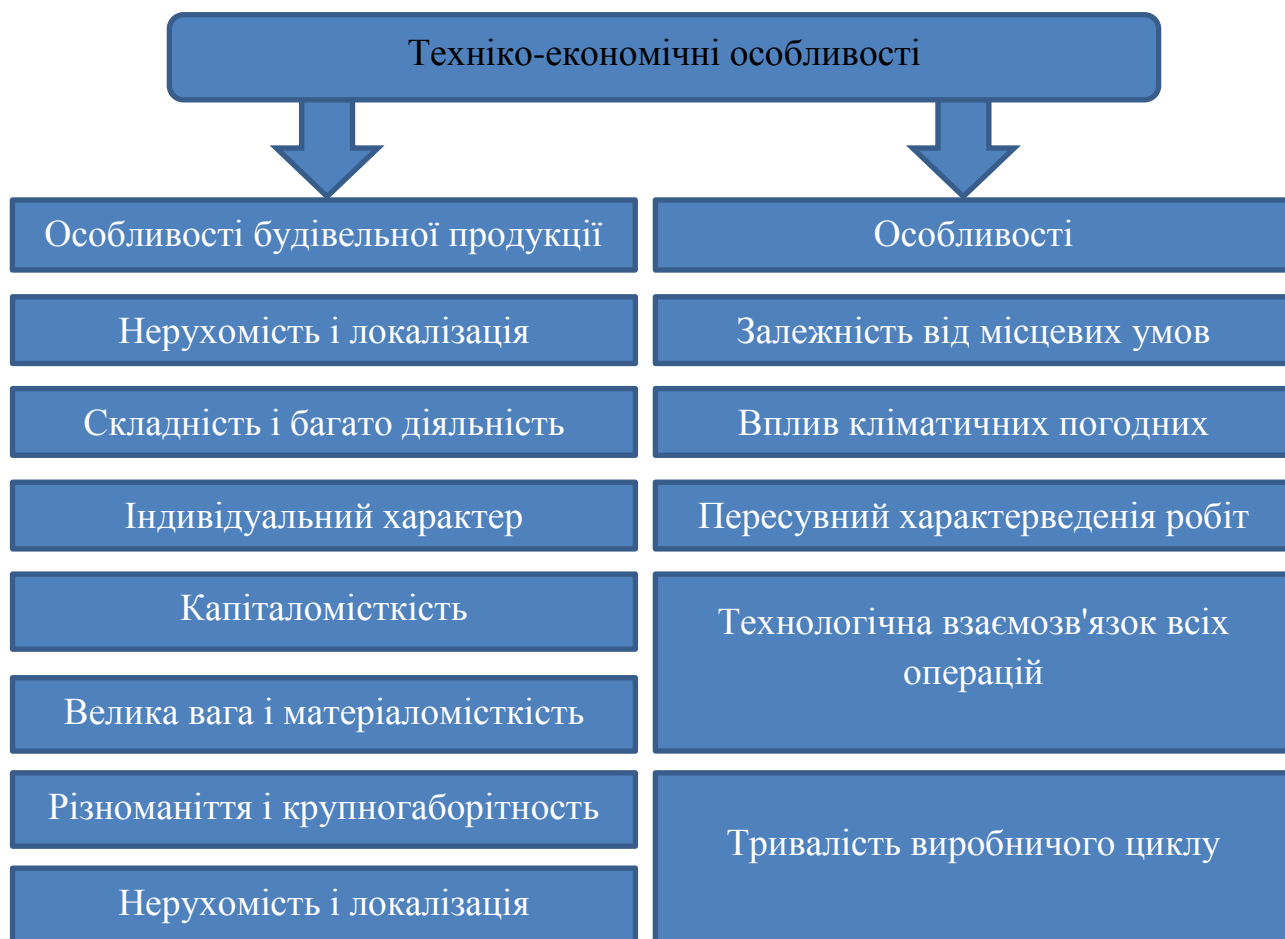 Техніко-економічні особливості
Особливості будівельної продукції
Нерухомість і локалізація
Складність і багато діяльність
Індивідуальний характер
Капіталомісткість
Велика вага і матеріаломісткість
Різноманіття і крупногаборітность
Нерухомість і локалізація
Особливості
Залежність від місцевих умов
Вплив кліматичних погодних
Пересувний характерведенія робіт
Технологічна взаємозв'язок всіх
операцій
Тривалість виробничого циклу